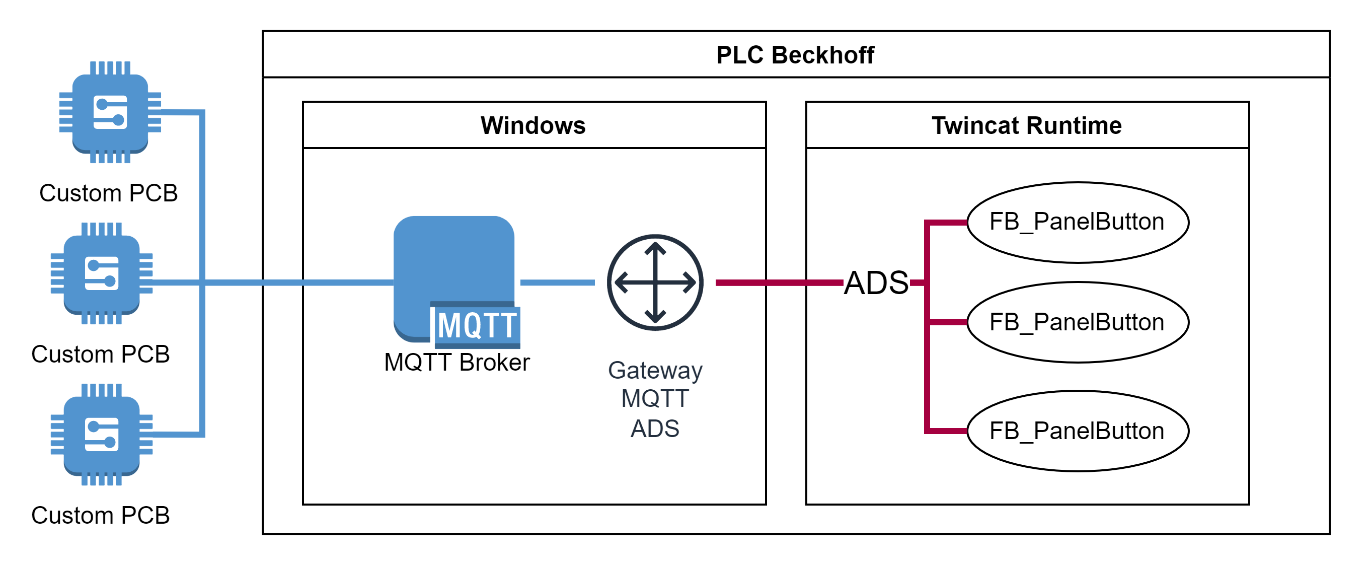 PLC Beckhoff
Windows
Twincat Runtime
Custom PCB
Custom PCB
Custom PCB
MQTT
MQTT Broker
Gateway
MQTT
ADS
ADS
FB_PanelButton
FB_PanelButton
FB_PanelButton